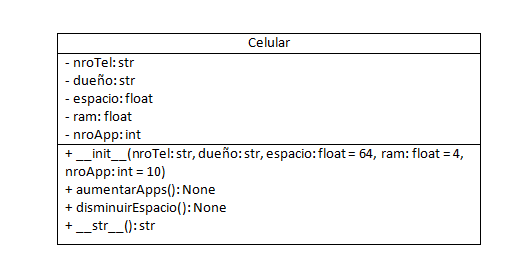 Celular
- nroTel: str
- dueño: str
- espacio: float
- ram: float
- nroApp: int
+ __init__(nroTel: str, dueño: str, espacio: float = 64, ram: float = 4,
nroApp: int = 10)
+ aumentarApps(): None
+ disminuirEspacio(): None
+ __str__(): str